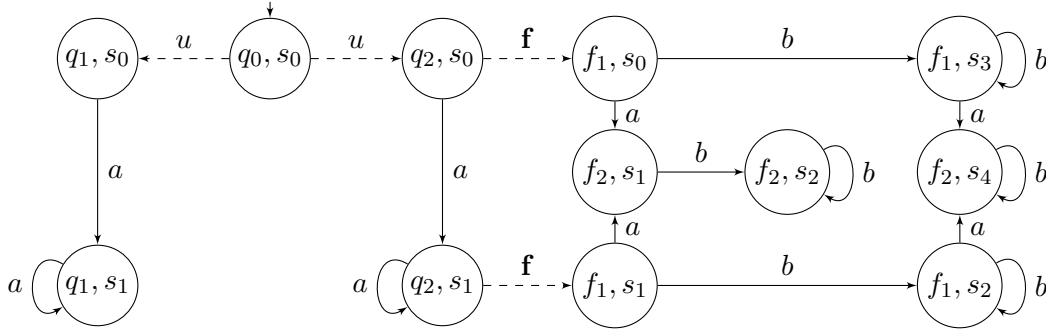 u u f b
q₁, s₀ q₀, s₀ q₂, s₀ f₁, s₀ f₁, s₃ b
a a
b
a a f₂, s₁ f₂, s₂ b f₂, s₄ b
a a
f b
a q₁, s₁ a q₂, s₁ f₁, s₁ f₁, s₂ b